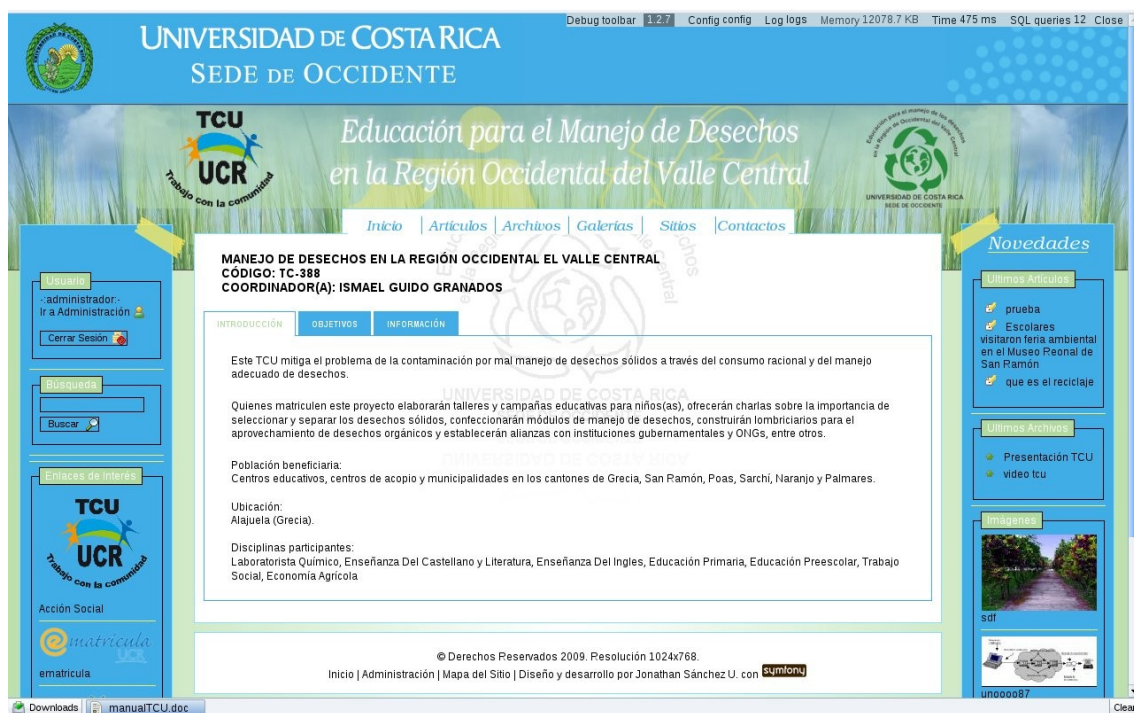 Debug toolbar 1.2.7 Config config Log logs Memory 12078.7 KB Time 475 ms SQL queries 12 Close
UNIVERSIDAD DE COSTA RICA
SEDE DE OCCIDENTE
TCU
UCR
Trabajo con la comunidad
Educación para el Manejo de Desechos
en la Región Occidental del Valle Central
UNIVERSIDAD DE COSTA RICA
SEDE DE OCCIDENTE
Inicio | Artículos | Archivos | Galerías | Sitios | Contactos
Usuario
-:administrador:-
Ir a Administración
Cerrar Sesión
Búsqueda
Buscar
Enlaces de Interés
TCU
UCR
Trabajo con la comunidad
Acción Social
ematrícula
UCR
ematricula
MANEJO DE DESECHOS EN LA REGIÓN OCCIDENTAL EL VALLE CENTRAL
CÓDIGO: TC-388
COORDINADOR(A): ISMAEL GUIDO GRANADOS
INTRODUCCIÓN OBJETIVOS INFORMACIÓN
Este TCU mitiga el problema de la contaminación por mal manejo de desechos sólidos a través del consumo racional y del manejo
adecuado de desechos.
Quienes matriculen este proyecto elaborarán talleres y campañas educativas para niños(as), ofrecerán charlas sobre la importancia de
seleccionar y separar los desechos sólidos, confeccionarán módulos de manejo de desechos, construirán lombriciarios para el
aprovechamiento de desechos orgánicos y establecerán alianzas con instituciones gubernamentales y ONGs, entre otros.
UNIVERSIDAD DE COSTA RICA
Población beneficiaria:
Centros educativos, centros de acopio y municipalidades en los cantones de Grecia, San Ramón, Poas, Sarchí, Naranjo y Palmares.
Ubicación:
Alajuela (Grecia).
Disciplinas participantes:
Laboratorista Químico, Enseñanza Del Castellano y Literatura, Enseñanza Del Ingles, Educación Primaria, Educación Preescolar, Trabajo
Social, Economía Agrícola
© Derechos Reservados 2009. Resolución 1024x768.
Inicio | Administración | Mapa del Sitio | Diseño y desarrollo por Jonathan Sánchez U. con symfony
Novedades
Ultimos Artículos
prueba
Escolares
visitaron feria ambiental
en el Museo Reonal de
San Ramón
que es el reciclaje
Ultimos Archivos
Presentación TCU
video tcu
Imágenes
sdf
unoooo87
Downloads manualTCU.doc Clear